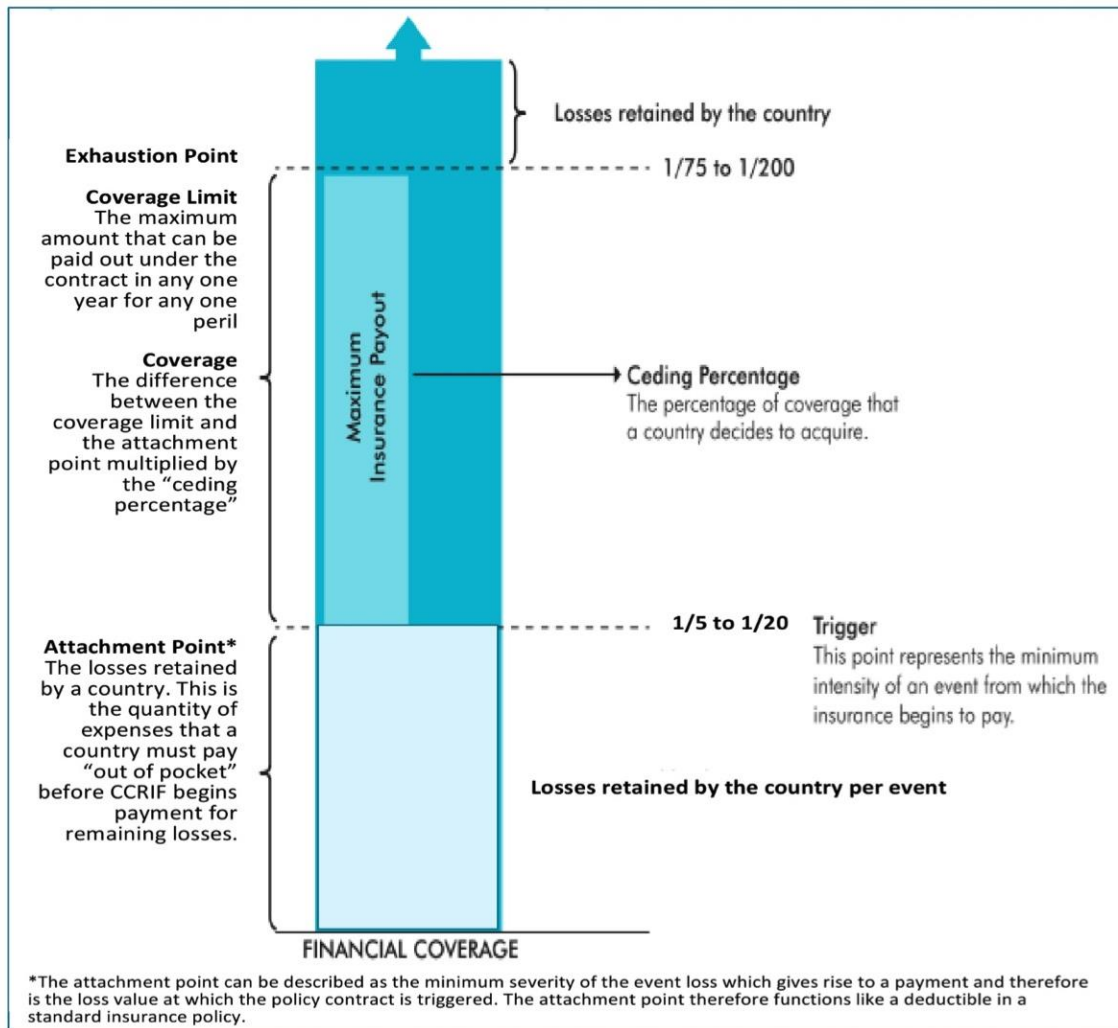 Losses retained by the country
Exhaustion Point
1/75 to 1/200
Coverage Limit
The maximum
amount that can be
paid out under the
contract in any one
year for any one
peril
Coverage
The difference
between the
coverage limit and
the attachment
point multiplied by
the “ceding
percentage”
Maximum
Insurance Payout
Ceding Percentage
The percentage of coverage that
a country decides to acquire.
1/5 to 1/20
Trigger
This point represents the minimum
intensity of an event from which the
insurance begins to pay.
Attachment Point*
The losses retained
by a country. This is
the quantity of
expenses that a
country must pay
“out of pocket”
before CCRIF begins
payment for
remaining losses.
Losses retained by the country per event
FINANCIAL COVERAGE
*The attachment point can be described as the minimum severity of the event loss which gives rise to a payment and therefore
is the loss value at which the policy contract is triggered. The attachment point therefore functions like a deductible in a
standard insurance policy.